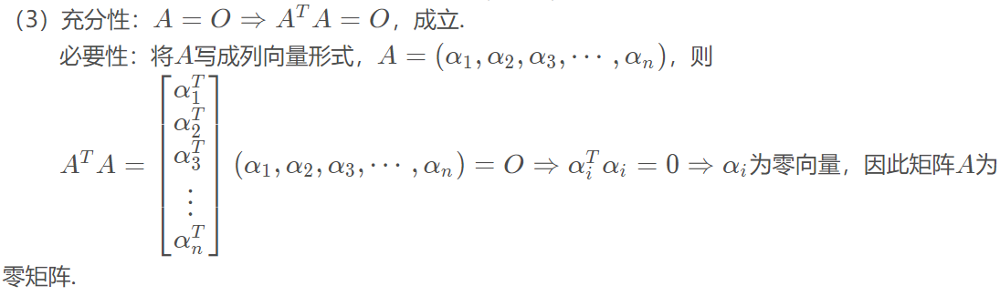 （3）充分性：$A = O \Rightarrow A^T A = O$，成立.
必要性：将$A$写成列向量形式，$A = (\alpha_1, \alpha_2, \alpha_3, \cdots, \alpha_n)$，则
$A^T A = \begin{bmatrix} \alpha_1^T \\ \alpha_2^T \\ \alpha_3^T \\ \vdots \\ \alpha_n^T \end{bmatrix} (\alpha_1, \alpha_2, \alpha_3, \cdots, \alpha_n) = O \Rightarrow \alpha_i^T \alpha_i = 0 \Rightarrow \alpha_i$为零向量，因此矩阵$A$为
零矩阵.